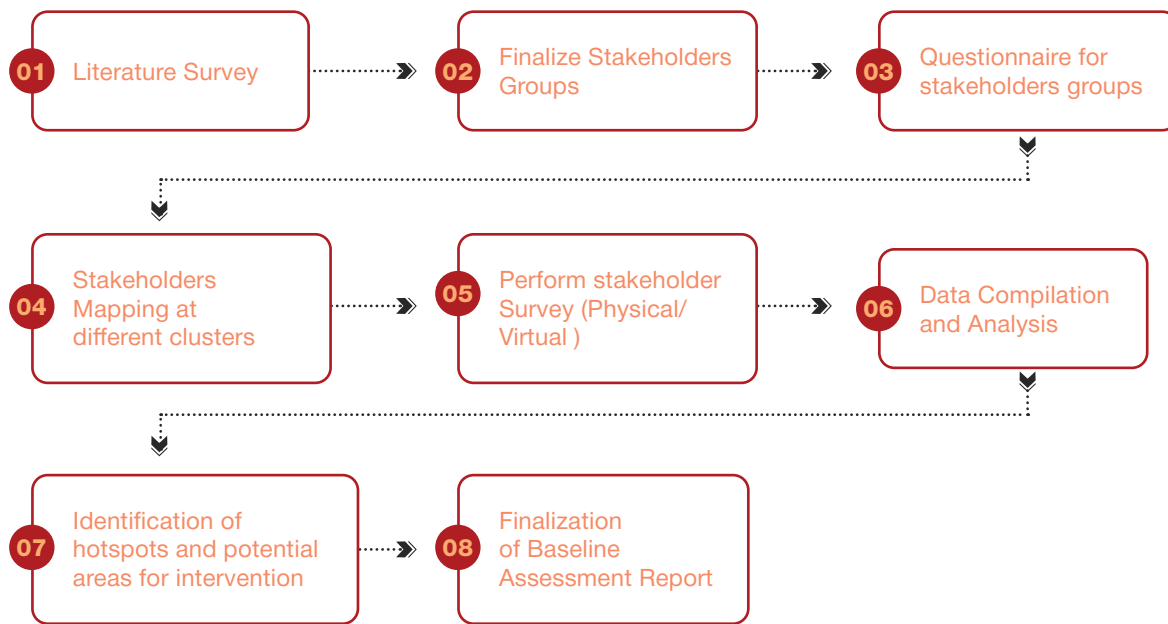 01
Literature Survey
02
Finalize Stakeholders
Groups
03
Questionnaire for
stakeholders groups
04
Stakeholders
Mapping at
different clusters
05
Perform stakeholder
Survey (Physical/
Virtual )
06
Data Compilation
and Analysis
07
Identification of
hotspots and potential
areas for intervention
08
Finalization
of Baseline
Assessment Report